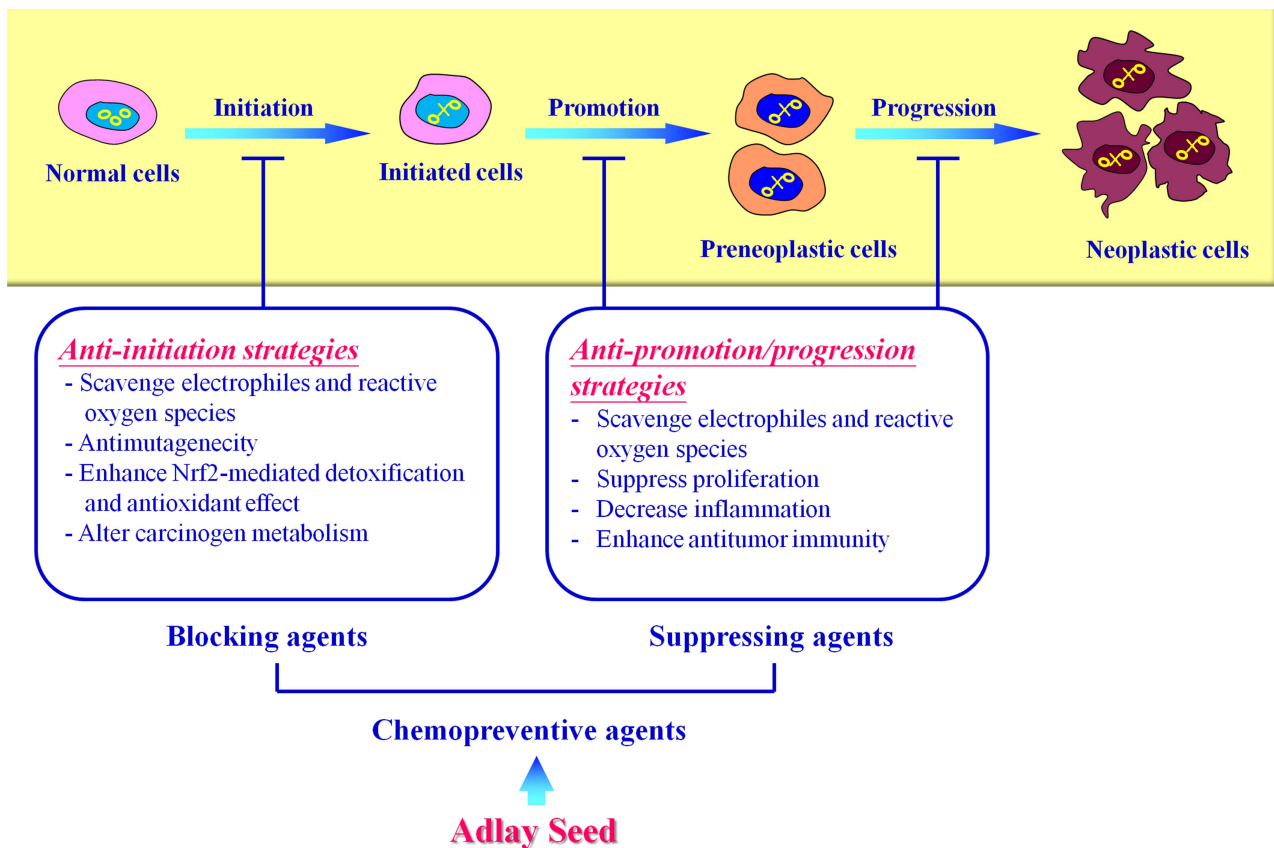 Initiation
Promotion
Progression
Normal cells
Initiated cells
Preneoplastic cells
Neoplastic cells
Anti-initiation strategies
- Scavenge electrophiles and reactive
oxygen species
- Antimutagenecity
- Enhance Nrf2-mediated detoxification
and antioxidant effect
- Alter carcinogen metabolism
Anti-promotion/progression
strategies
- Scavenge electrophiles and reactive
oxygen species
- Suppress proliferation
- Decrease inflammation
- Enhance antitumor immunity
Blocking agents
Suppressing agents
Chemopreventive agents
Adlay Seed